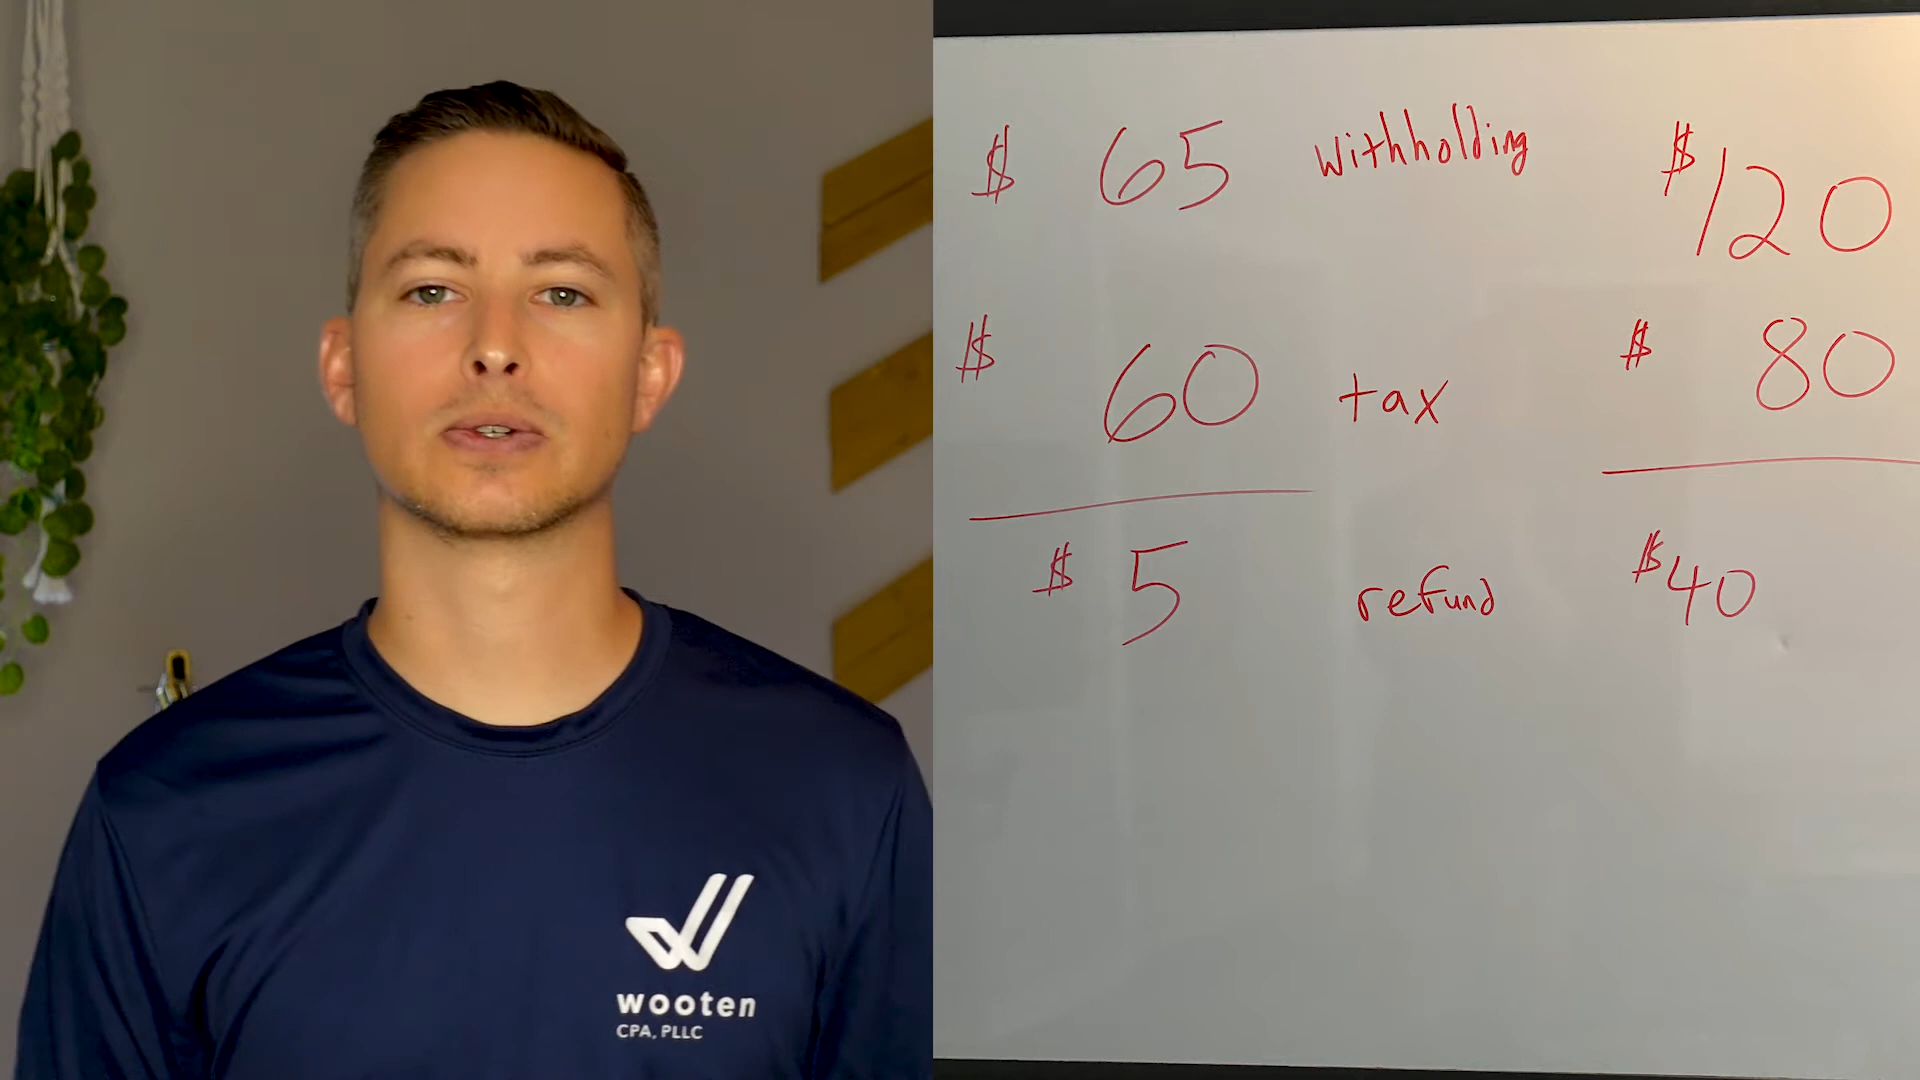 $ 65 withholding $120
$ 60 tax $ 80
$ 5 refund $40
wooten
CPA, PLLC